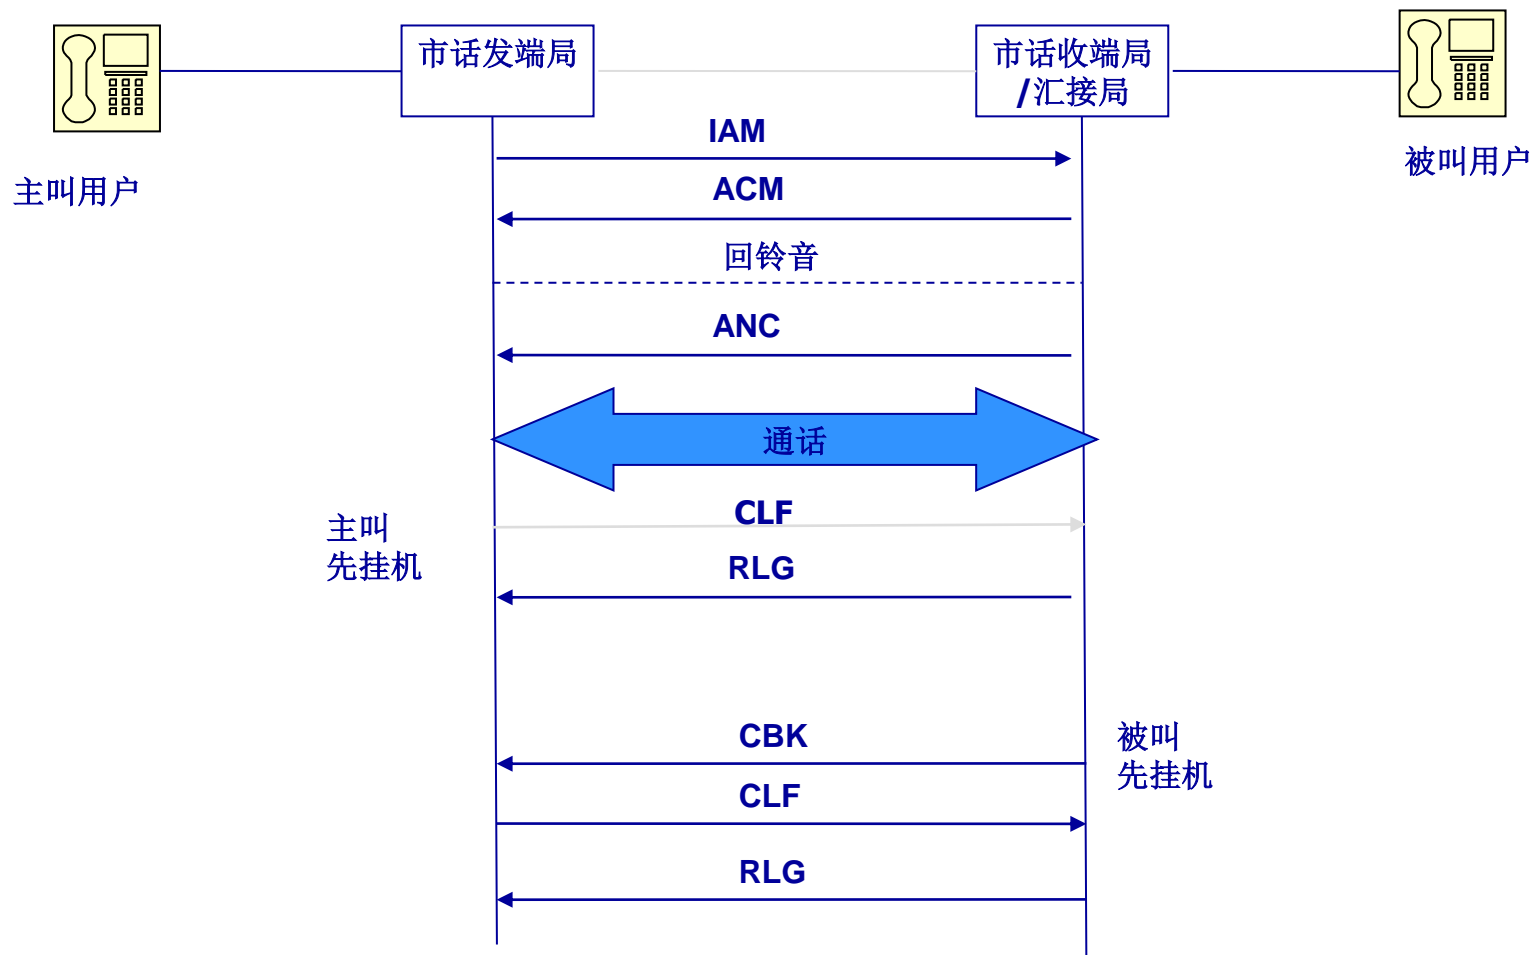 市话发端局
市话收端局
/汇接局
IAM
主叫用户
被叫用户
ACM
回铃音
ANC
通话
CLF
主叫
先挂机
RLG
CBK
被叫
先挂机
CLF
RLG